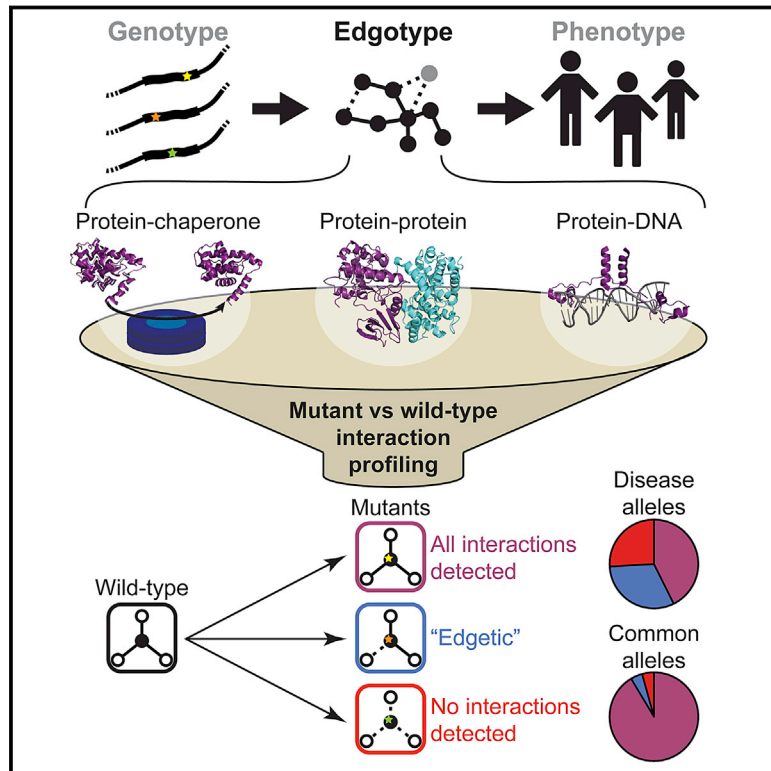 Genotype
Edgotype
Phenotype
Protein-chaperone
Protein-protein
Protein-DNA
Mutant vs wild-type
interaction
profiling
Mutants
Disease
alleles
Wild-type
All interactions
detected
"Edgetic"
Common
alleles
No interactions
detected